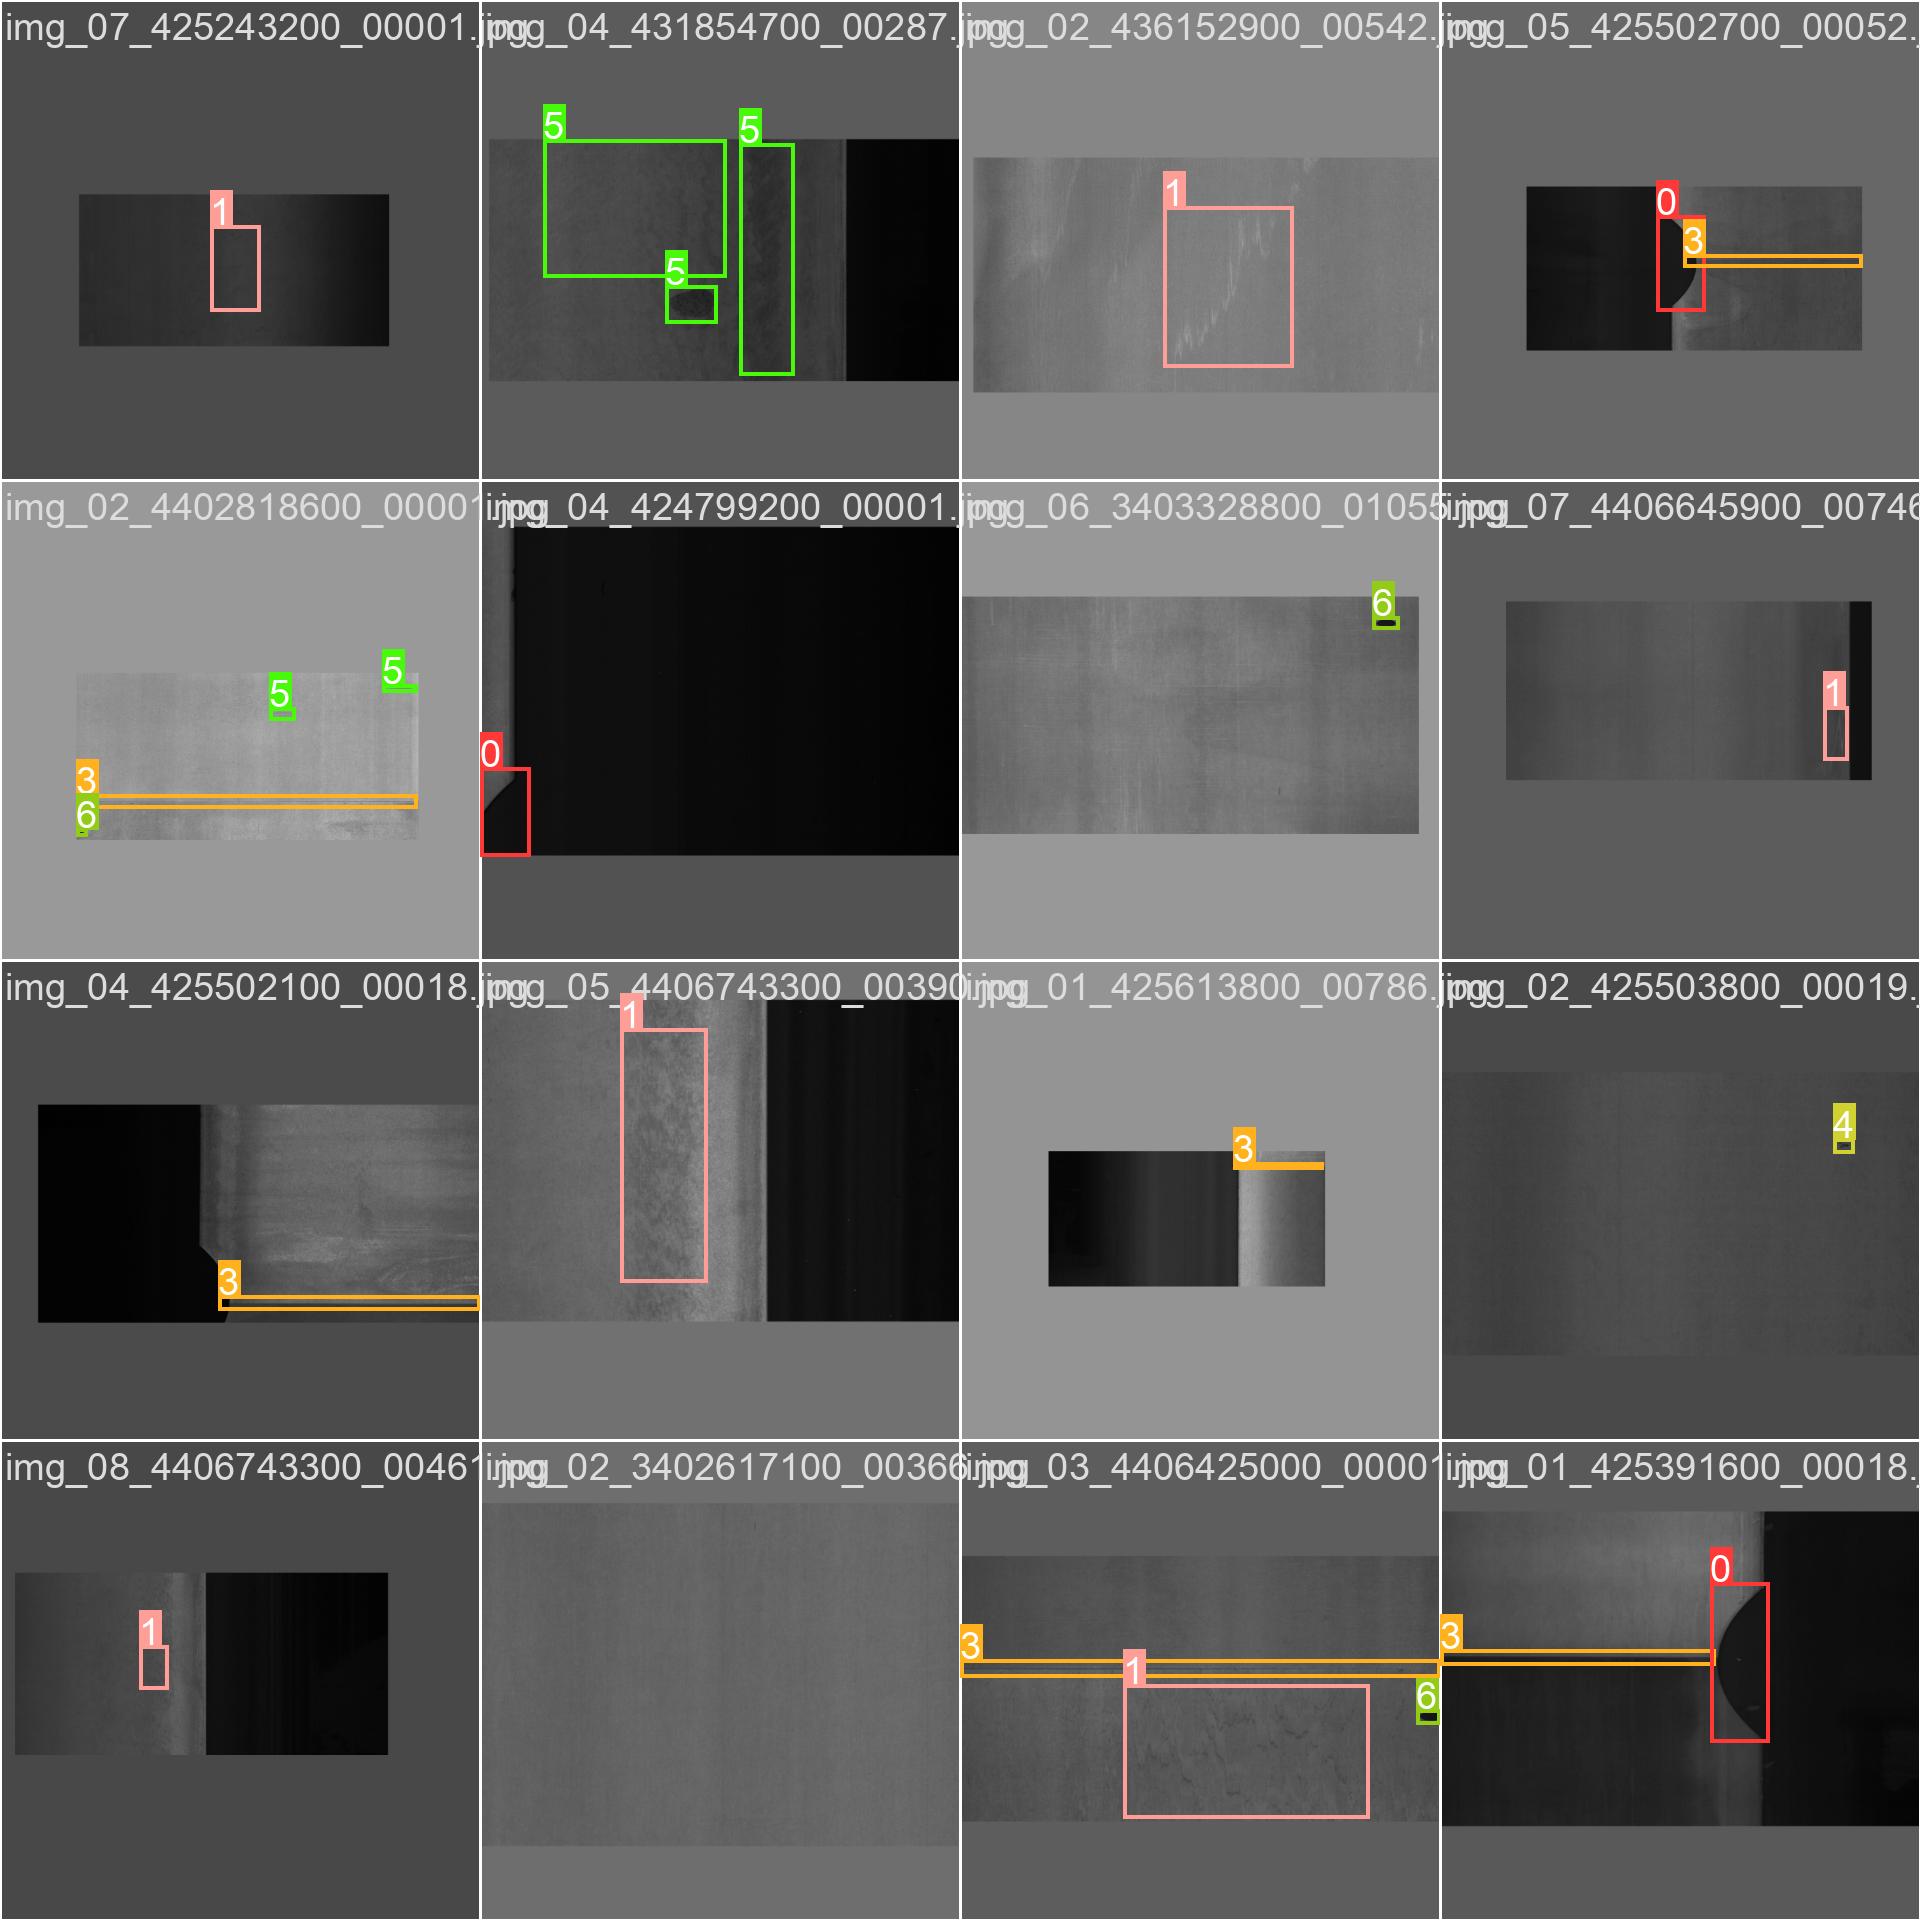 img_07_425243200_00001.jpg
img_04_431854700_00287.jpg
img_02_436152900_00542.jpg
img_05_425502700_00052.
1
5
5
5
1
0
3
img_02_4402818600_00001.jpg
img_04_424799200_00001.jpg
img_06_3403328800_01055.jpg
img_07_4406645900_00746
5
5
3
6
0
6
1
img_04_425502100_00018.jpg
img_05_4406743300_00390.jpg
img_01_425613800_00786.jpg
img_02_425503800_00019.
3
1
3
4
img_08_4406743300_00461.jpg
img_02_3402617100_00366.jpg
img_03_4406425000_00001.jpg
img_01_425391600_00018.
1
3
1
6
3
0